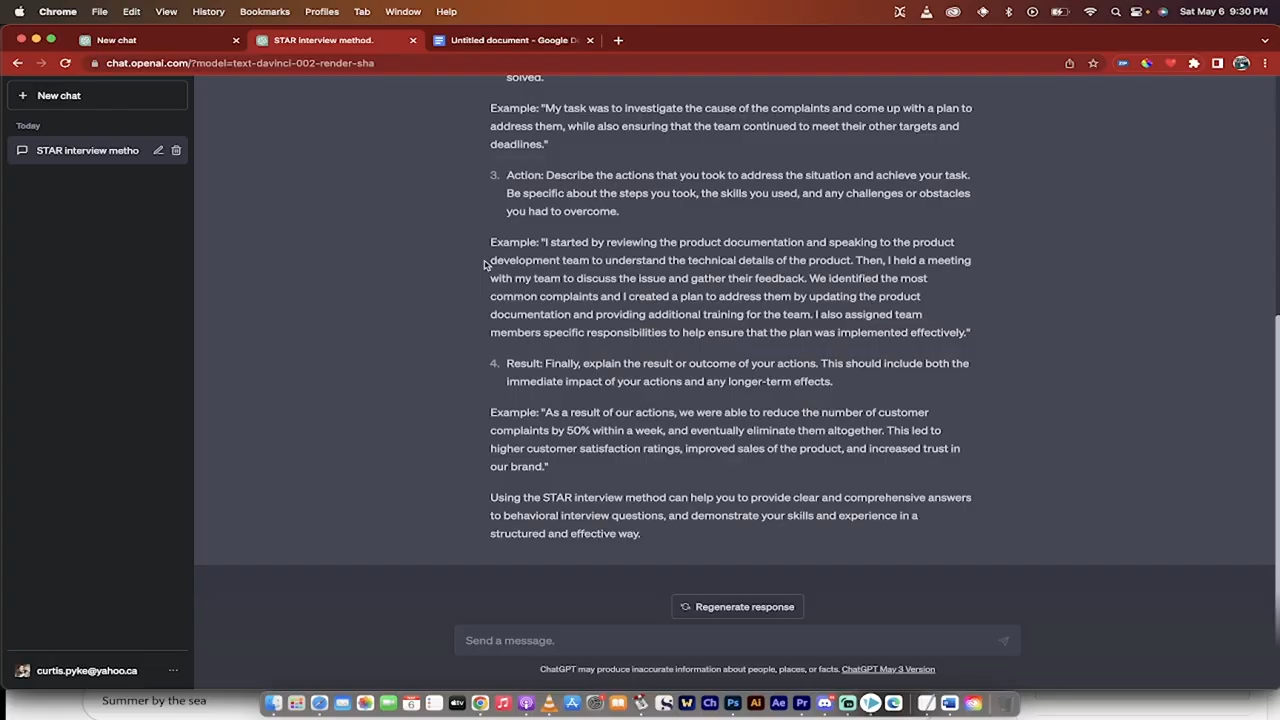 Chrome File Edit View History Bookmarks Profiles Tab Window Help Sat May 6 9:30 PM
New chat STAR interview method. Untitled document - Google D
chat.openai.com/?model=text-davinci-002-render-sha
New chat
Today
STAR interview metho
solved.
Example: "My task was to investigate the cause of the complaints and come up with a plan to
address them, while also ensuring that the team continued to meet their other targets and
deadlines."
3. Action: Describe the actions that you took to address the situation and achieve your task.
Be specific about the steps you took, the skills you used, and any challenges or obstacles
you had to overcome.
Example: "I started by reviewing the product documentation and speaking to the product
development team to understand the technical details of the product. Then, I held a meeting
with my team to discuss the issue and gather their feedback. We identified the most
common complaints and I created a plan to address them by updating the product
documentation and providing additional training for the team. I also assigned team
members specific responsibilities to help ensure that the plan was implemented effectively."
4. Result: Finally, explain the result or outcome of your actions. This should include both the
immediate impact of your actions and any longer-term effects.
Example: "As a result of our actions, we were able to reduce the number of customer
complaints by 50% within a week, and eventually eliminate them altogether. This led to
higher customer satisfaction ratings, improved sales of the product, and increased trust in
our brand."
Using the STAR interview method can help you to provide clear and comprehensive answers
to behavioral interview questions, and demonstrate your skills and experience in a
structured and effective way.
Regenerate response
Send a message.
ChatGPT may produce inaccurate information about people, places, or facts. ChatGPT May 3 Version
curtis.pyke@yahoo.ca
Summer by the sea